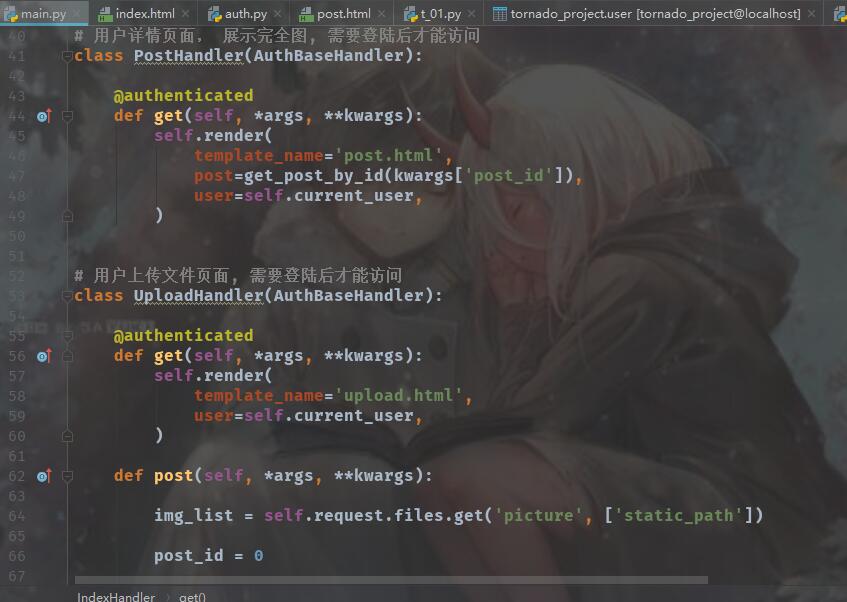 main.py index.html auth.py post.html t_01.py tornado_project.user [tornado_project@localhost]
40 # 用户详情页面， 展示完全图，需要登陆后才能访问
41 class PostHandler(AuthBaseHandler):
42
43 @authenticated
44 def get(self, *args, **kwargs):
45 self.render(
46 template_name='post.html',
47 post=get_post_by_id(kwargs['post_id']),
48 user=self.current_user,
49 )
50
51
52 # 用户上传文件页面，需要登陆后才能访问
53 class UploadHandler(AuthBaseHandler):
54
55 @authenticated
56 def get(self, *args, **kwargs):
57 self.render(
58 template_name='upload.html',
59 user=self.current_user,
60 )
61
62 def post(self, *args, **kwargs):
63
64 img_list = self.request.files.get('picture', ['static_path'])
65
66 post_id = 0
67
IndexHandler get()